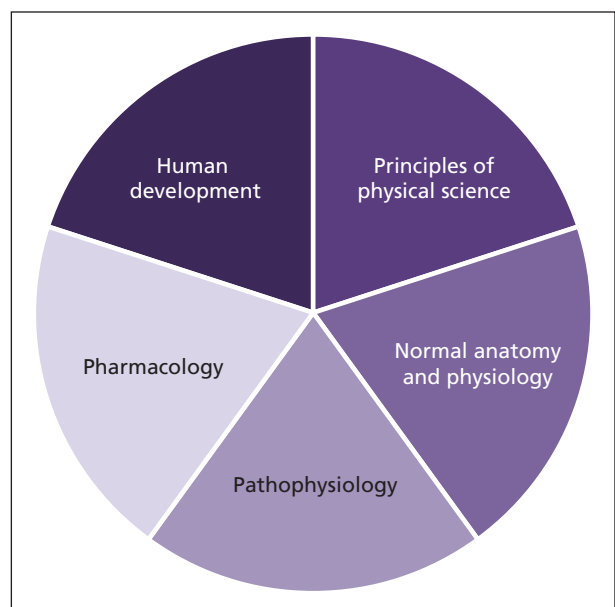 Human
development
Principles of
physical science
Normal anatomy
and physiology
Pathophysiology
Pharmacology